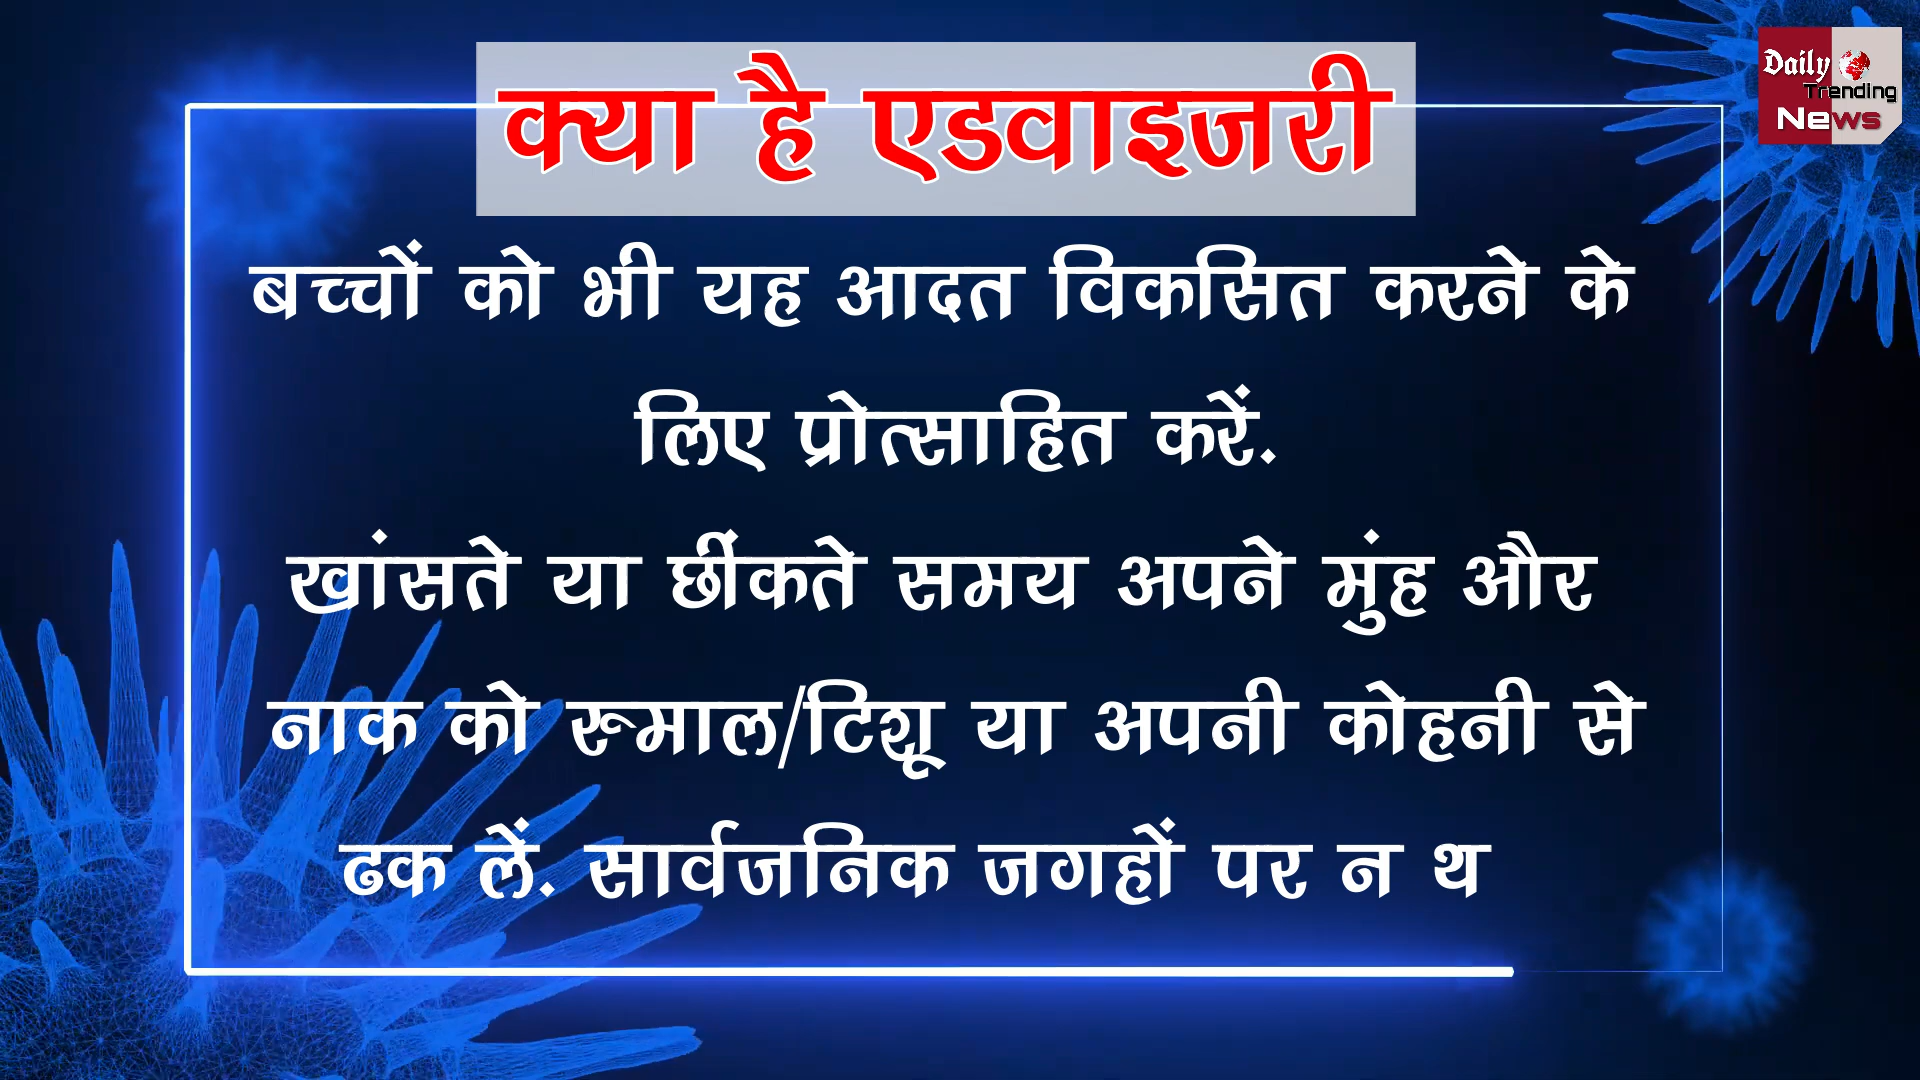 क्या है एडवाइजरी
Daily
Trending
News
बच्चों को भी यह आदत विकसित करने के
लिए प्रोत्साहित करें.
खांसते या छींकते समय अपने मुंह और
नाक को रूमाल/टिशू या अपनी कोहनी से
ढक लें. सार्वजनिक जगहों पर न थ